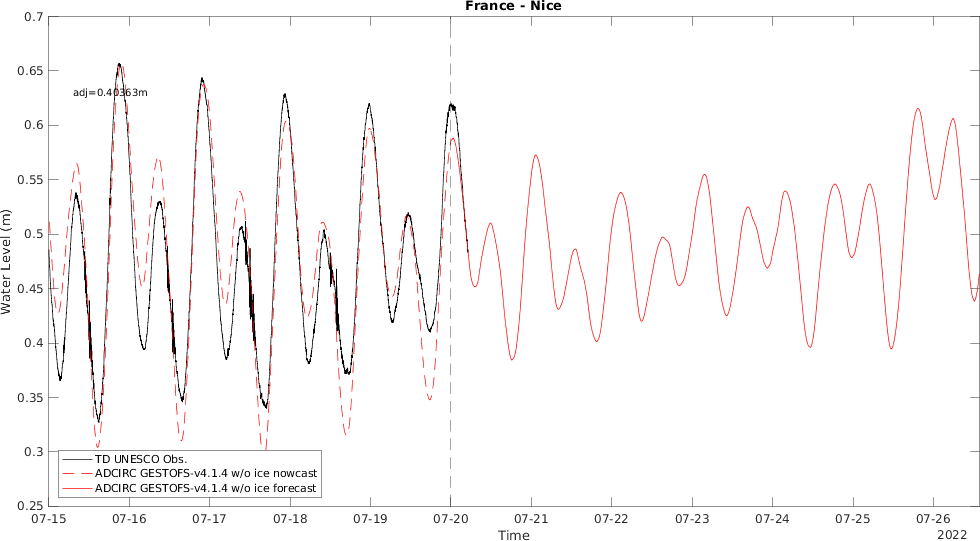 France - Nice
0.7
0.65
adj=0.40363m
0.6
0.55
0.5
Water Level (m)
0.45
0.4
0.35
0.3
0.25
TD UNESCO Obs.
ADCIRC GESTOFS-v4.1.4 w/o ice nowcast
ADCIRC GESTOFS-v4.1.4 w/o ice forecast
07-15 07-16 07-17 07-18 07-19 07-20 07-21 07-22 07-23 07-24 07-25 07-26
Time
2022